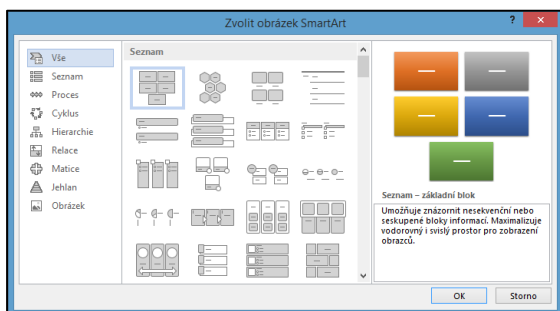 Zvolit obrázek SmartArt
Vše
Seznam
Proces
Cyklus
Hierarchie
Relace
Matice
Jehlan
Obrázek
Seznam
Seznam – základní blok
Umožňuje znázornit nesekvenční nebo
seskupené bloky informací. Maximalizuje
vodorovný i svislý prostor pro zobrazení
obrazců.
OK
Storno